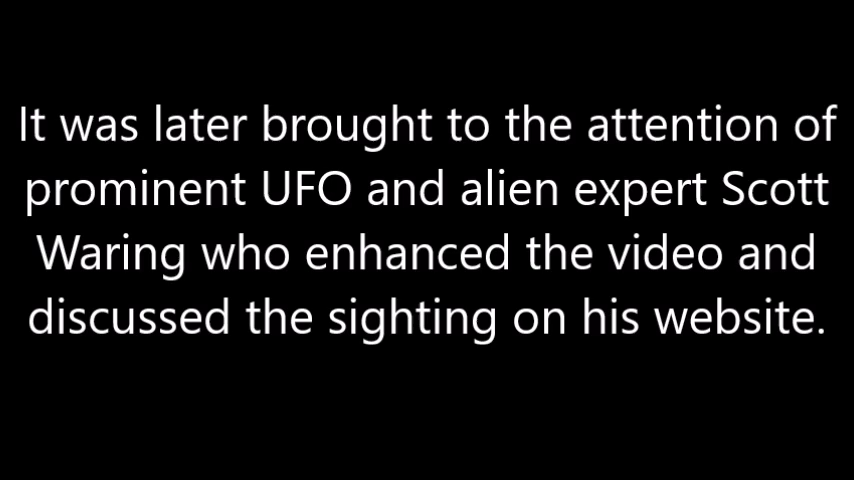 It was later brought to the attention of
prominent UFO and alien expert Scott
Waring who enhanced the video and
discussed the sighting on his website.